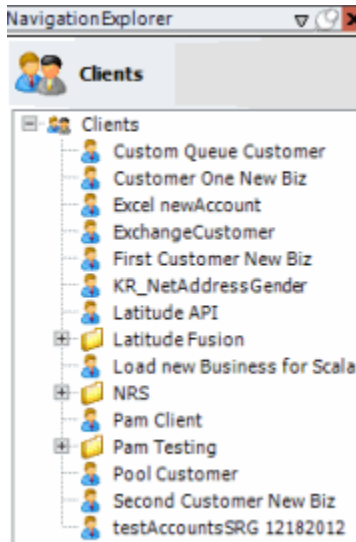 NavigationExplorer
Clients
Clients
Custom Queue Customer
Customer One New Biz
Excel newAccount
ExchangeCustomer
First Customer New Biz
KR_NetAddressGender
Latitude API
Latitude Fusion
Load new Business for Scala
NRS
Pam Client
Pam Testing
Pool Customer
Second Customer New Biz
testAccountsSRG 12182012